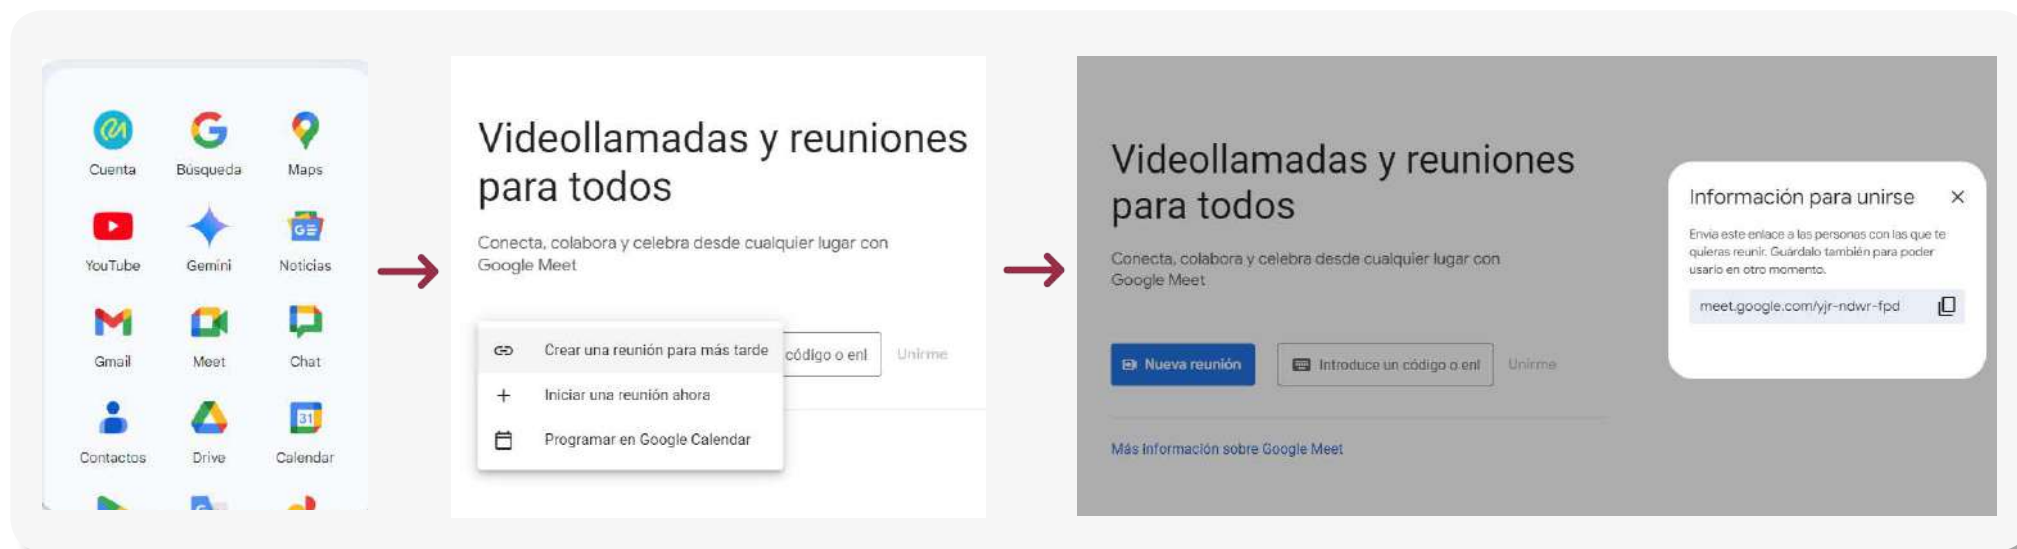 Cuenta
Búsqueda
Maps
GE
YouTube
Gemini
Noticias
Gmail
Meet
Chat
31
Contactos
Drive
Calendar
G
Videollamadas y reuniones
para todos
Conecta, colabora y celebra desde cualquier lugar con
Google Meet
Crear una reunión para más tarde
código o enl
Unirme
Iniciar una reunión ahora
Programar en Google Calendar
Videollamadas y reuniones
para todos
Conecta, colabora y celebra desde cualquier lugar con
Google Meet
Nueva reunión
Introduce un código o enl
Unirme
Más información sobre Google Meet
Información para unirse
Envía este enlace a las personas con las que te
quieras reunir. Guárdalo también para poder
usarlo en otro momento.
meet.google.com/yjr-ndwr-fpd